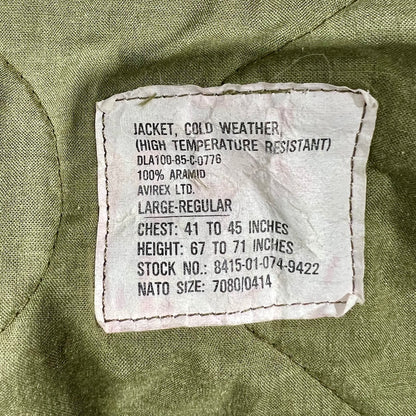 JACKET, COLD WEATHER,
(HIGH TEMPERATURE RESISTANT)
DLA100-85-C-0776
100% ARAMID
AVIREX LTD.
LARGE-REGULAR
CHEST: 41 TO 45 INCHES
HEIGHT: 67 TO 71 INCHES
STOCK NO.: 8415-01-074-9422
NATO SIZE: 7080/0414